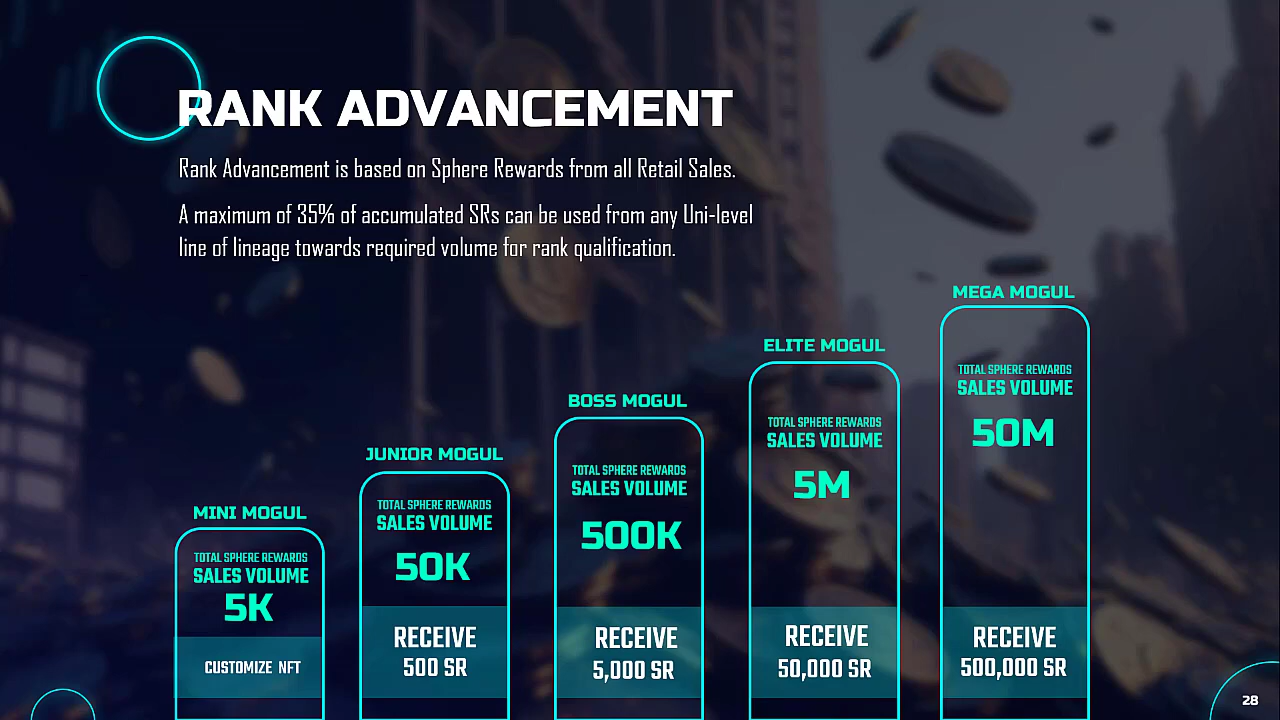 RANK ADVANCEMENT
Rank Advancement is based on Sphere Rewards from all Retail Sales.
A maximum of 35% of accumulated SRs can be used from any Uni-level
line of lineage towards required volume for rank qualification.
MINI MOGUL
TOTAL SPHERE REWARDS
SALES VOLUME
5K
CUSTOMIZE NFT
JUNIOR MOGUL
TOTAL SPHERE REWARDS
SALES VOLUME
50K
RECEIVE
500 SR
BOSS MOGUL
TOTAL SPHERE REWARDS
SALES VOLUME
500K
RECEIVE
5,000 SR
ELITE MOGUL
TOTAL SPHERE REWARDS
SALES VOLUME
5M
RECEIVE
50,000 SR
MEGA MOGUL
TOTAL SPHERE REWARDS
SALES VOLUME
50M
RECEIVE
500,000 SR
28